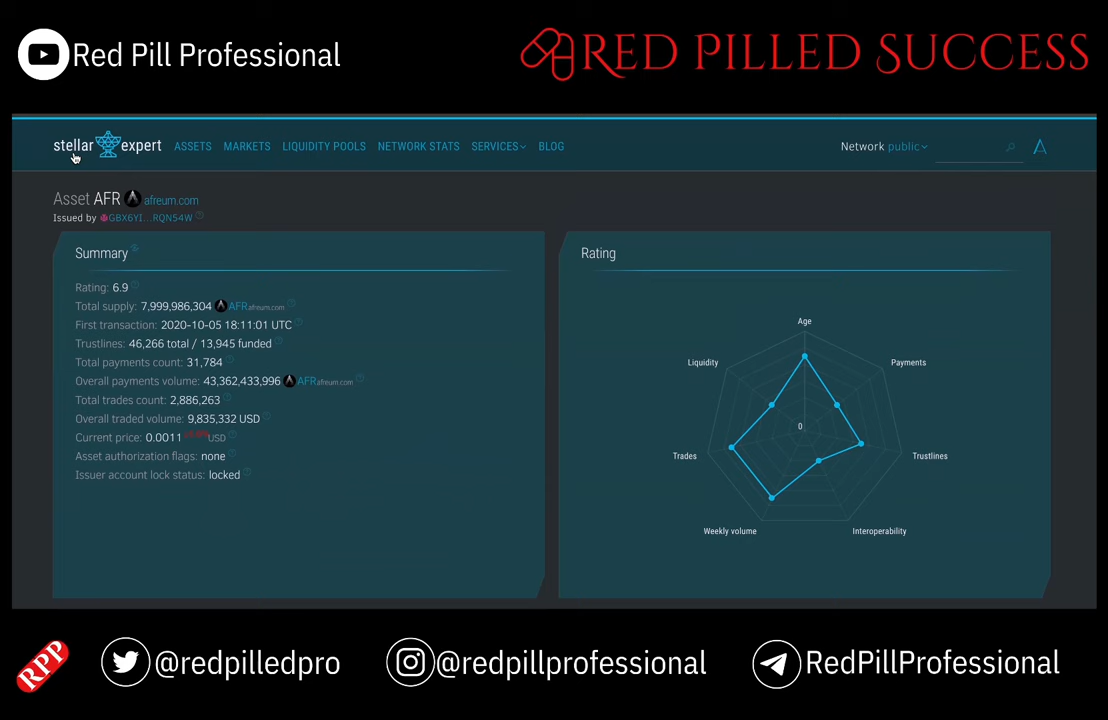 Red Pill Professional
RED PILLED SUCCESS
stellar expert ASSETS MARKETS LIQUIDITY POOLS NETWORK STATS SERVICES BLOG Network public
Asset AFR afreum.com
Issued by GBX6YI...RQN54W
Summary
Rating: 6.9
Total supply: 7,999,986,304 AFR afreum.com
First transaction: 2020-10-05 18:11:01 UTC
Trustlines: 46,266 total / 13,945 funded
Total payments count: 31,784
Overall payments volume: 43,362,433,996 AFR afreum.com
Total trades count: 2,886,263
Overall traded volume: 9,835,332 USD
Current price: 0.0011 USD
Asset authorization flags: none
Issuer account lock status: locked
Rating
Age
Liquidity
Payments
0
Trades
Trustlines
Weekly volume
Interoperability
RPP
@redpilledpro
@redpillprofessional
RedPillProfessional